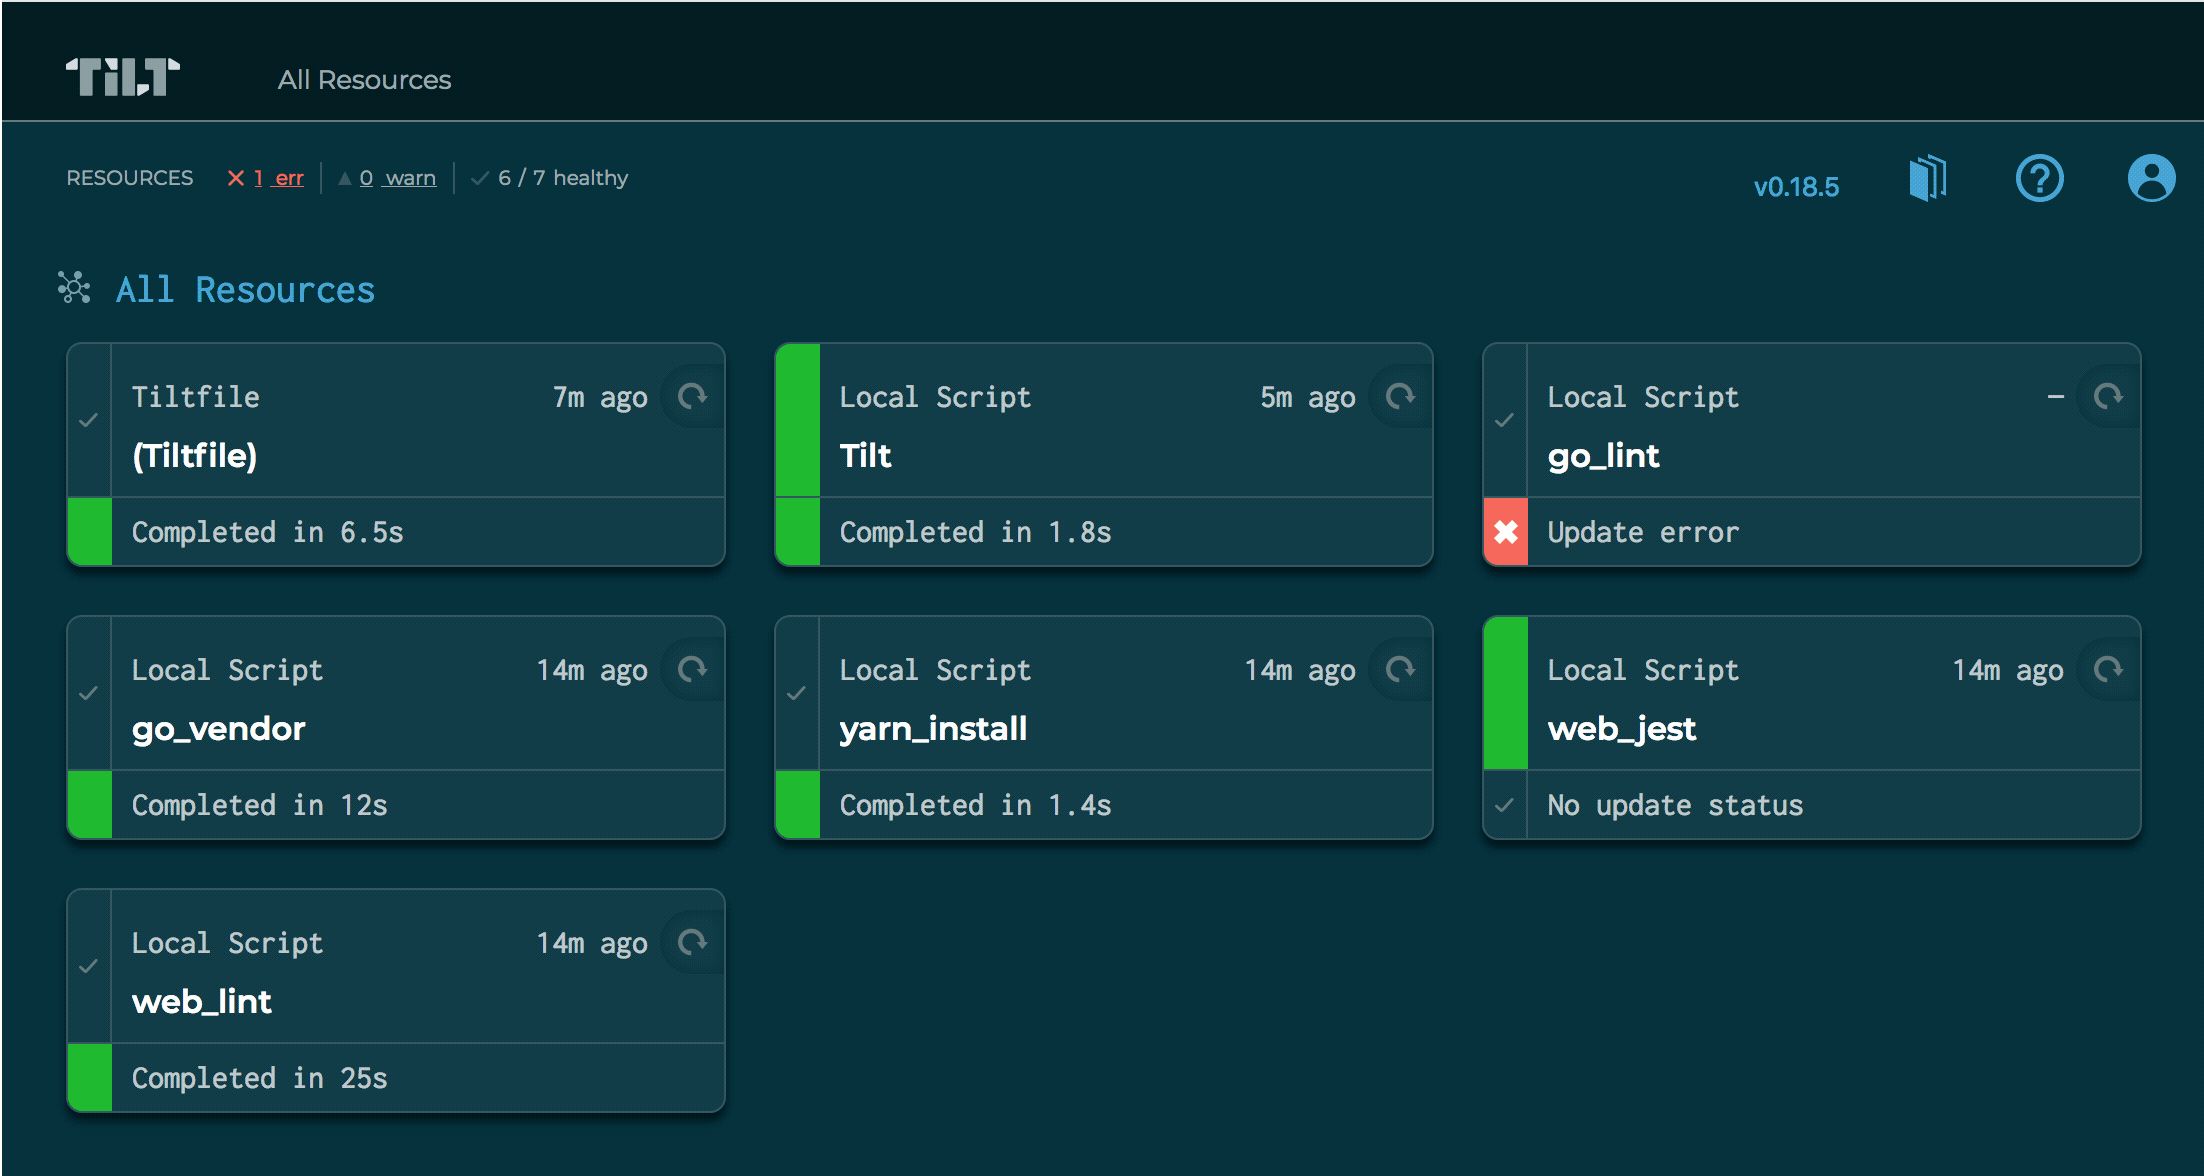 TILT
All Resources
RESOURCES 1 err 0 warn 6 / 7 healthy
v0.18.5
All Resources
Tiltfile 7m ago
(Tiltfile)
Completed in 6.5s
Local Script 5m ago
Tilt
Completed in 1.8s
Local Script –
go_lint
Update error
Local Script 14m ago
go_vendor
Completed in 12s
Local Script 14m ago
yarn_install
Completed in 1.4s
Local Script 14m ago
web_jest
No update status
Local Script 14m ago
web_lint
Completed in 25s